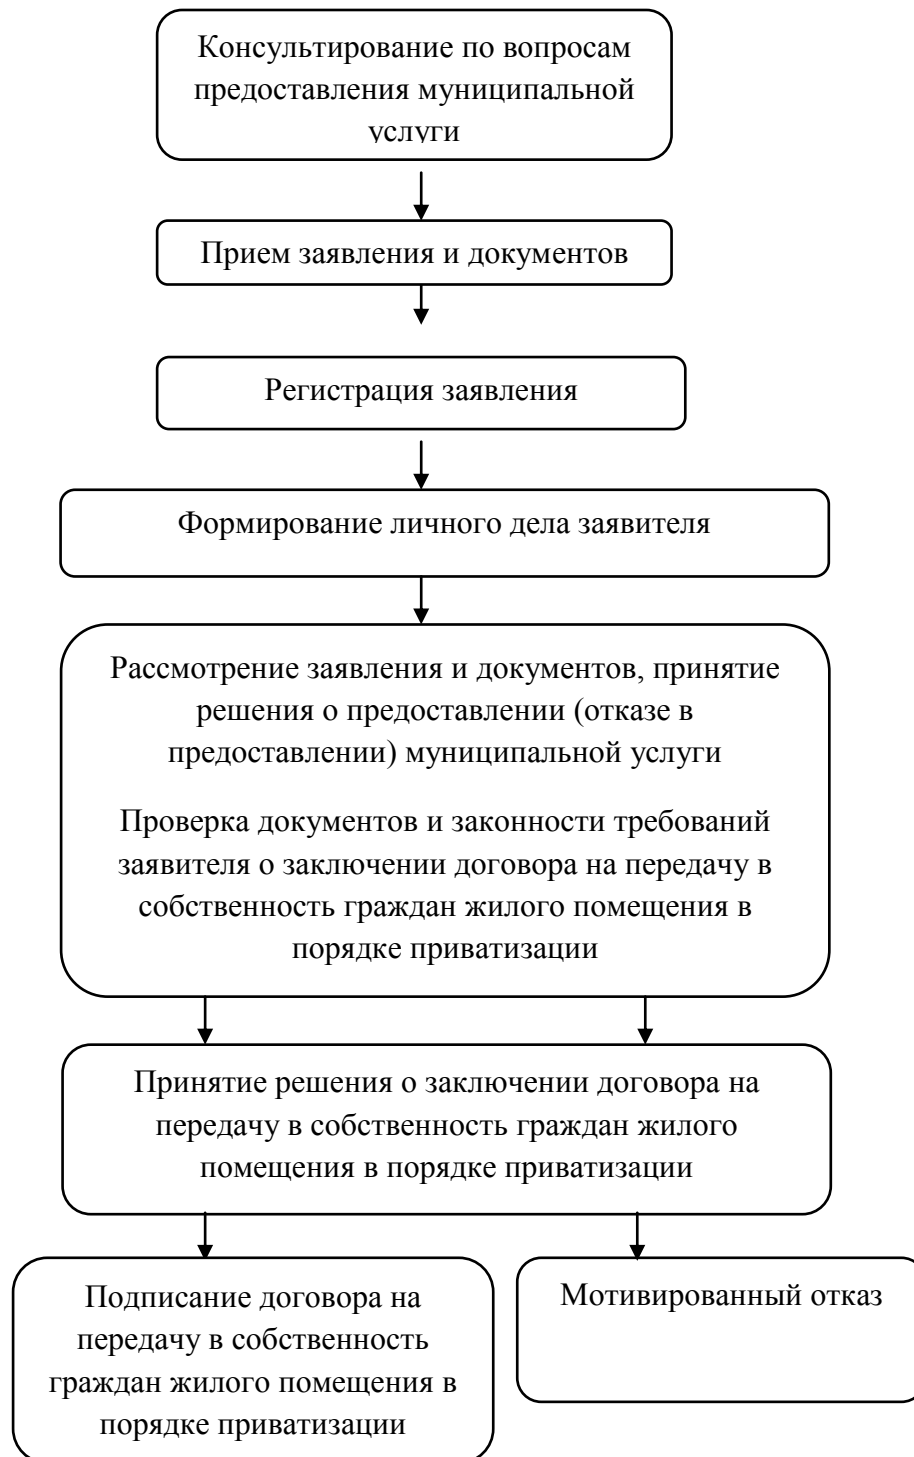 Консультирование по вопросам
предоставления муниципальной
услуги
Прием заявления и документов
Регистрация заявления
Формирование личного дела заявителя
Рассмотрение заявления и документов, принятие
решения о предоставлении (отказе в
предоставлении) муниципальной услуги
Проверка документов и законности требований
заявителя о заключении договора на передачу в
собственность граждан жилого помещения в
порядке приватизации
Принятие решения о заключении договора на
передачу в собственность граждан жилого
помещения в порядке приватизации
Подписание договора на
передачу в собственность
граждан жилого помещения в
порядке приватизации
Мотивированный отказ